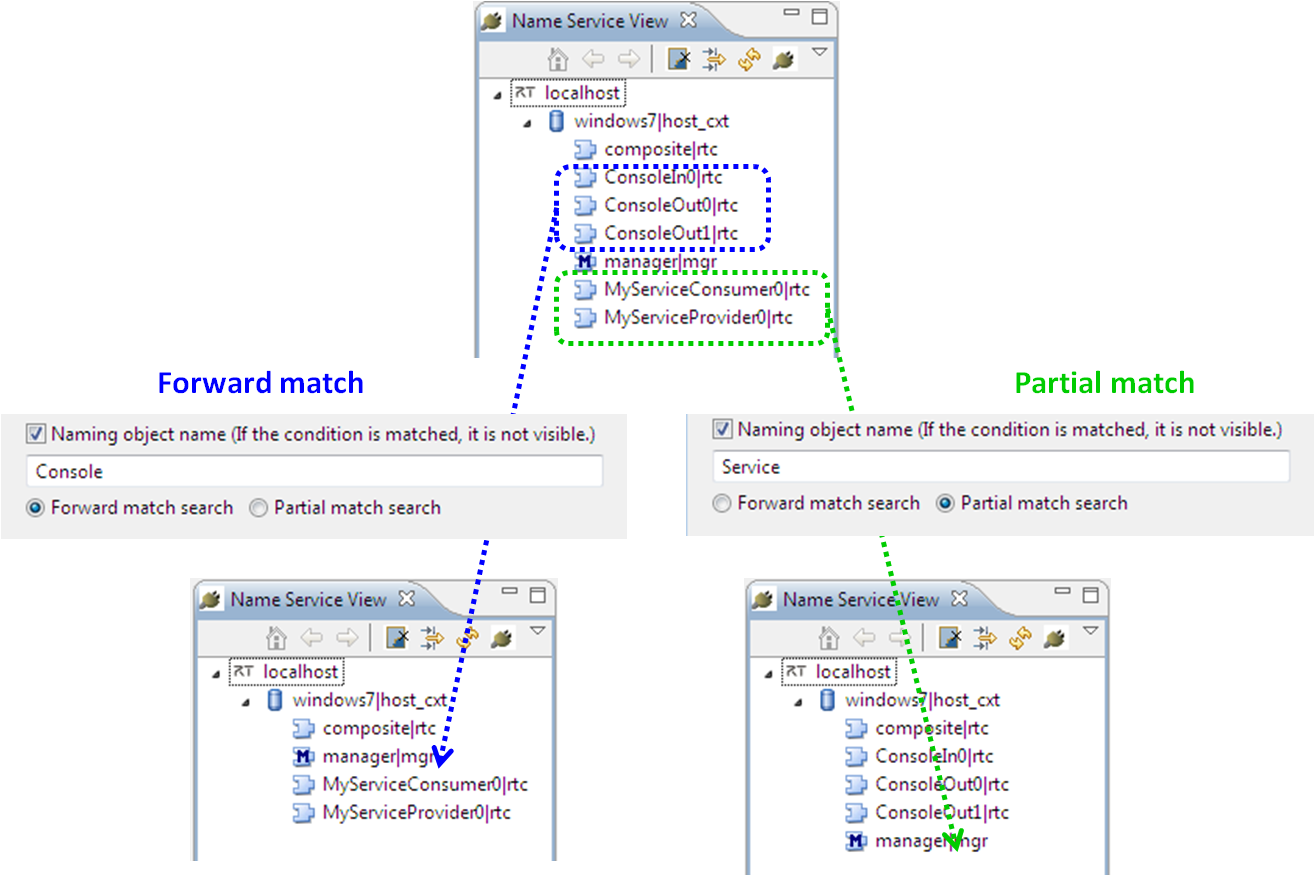 Name Service View
RT localhost
windows7|host_cxt
composite|rtc
ConsoleIn0|rtc
ConsoleOut0|rtc
ConsoleOut1|rtc
M manager|mgr
MyServiceConsumer0|rtc
MyServiceProvider0|rtc
Forward match
Naming object name (If the condition is matched, it is not visible.)
Console
Forward match search Partial match search
Partial match
Naming object name (If the condition is matched, it is not visible.)
Service
Forward match search Partial match search
Name Service View
RT localhost
windows7|host_cxt
composite|rtc
M manager|mgr
MyServiceConsumer0|rtc
MyServiceProvider0|rtc
Name Service View
RT localhost
windows7|host_cxt
composite|rtc
ConsoleIn0|rtc
ConsoleOut0|rtc
ConsoleOut1|rtc
M manager|mgr